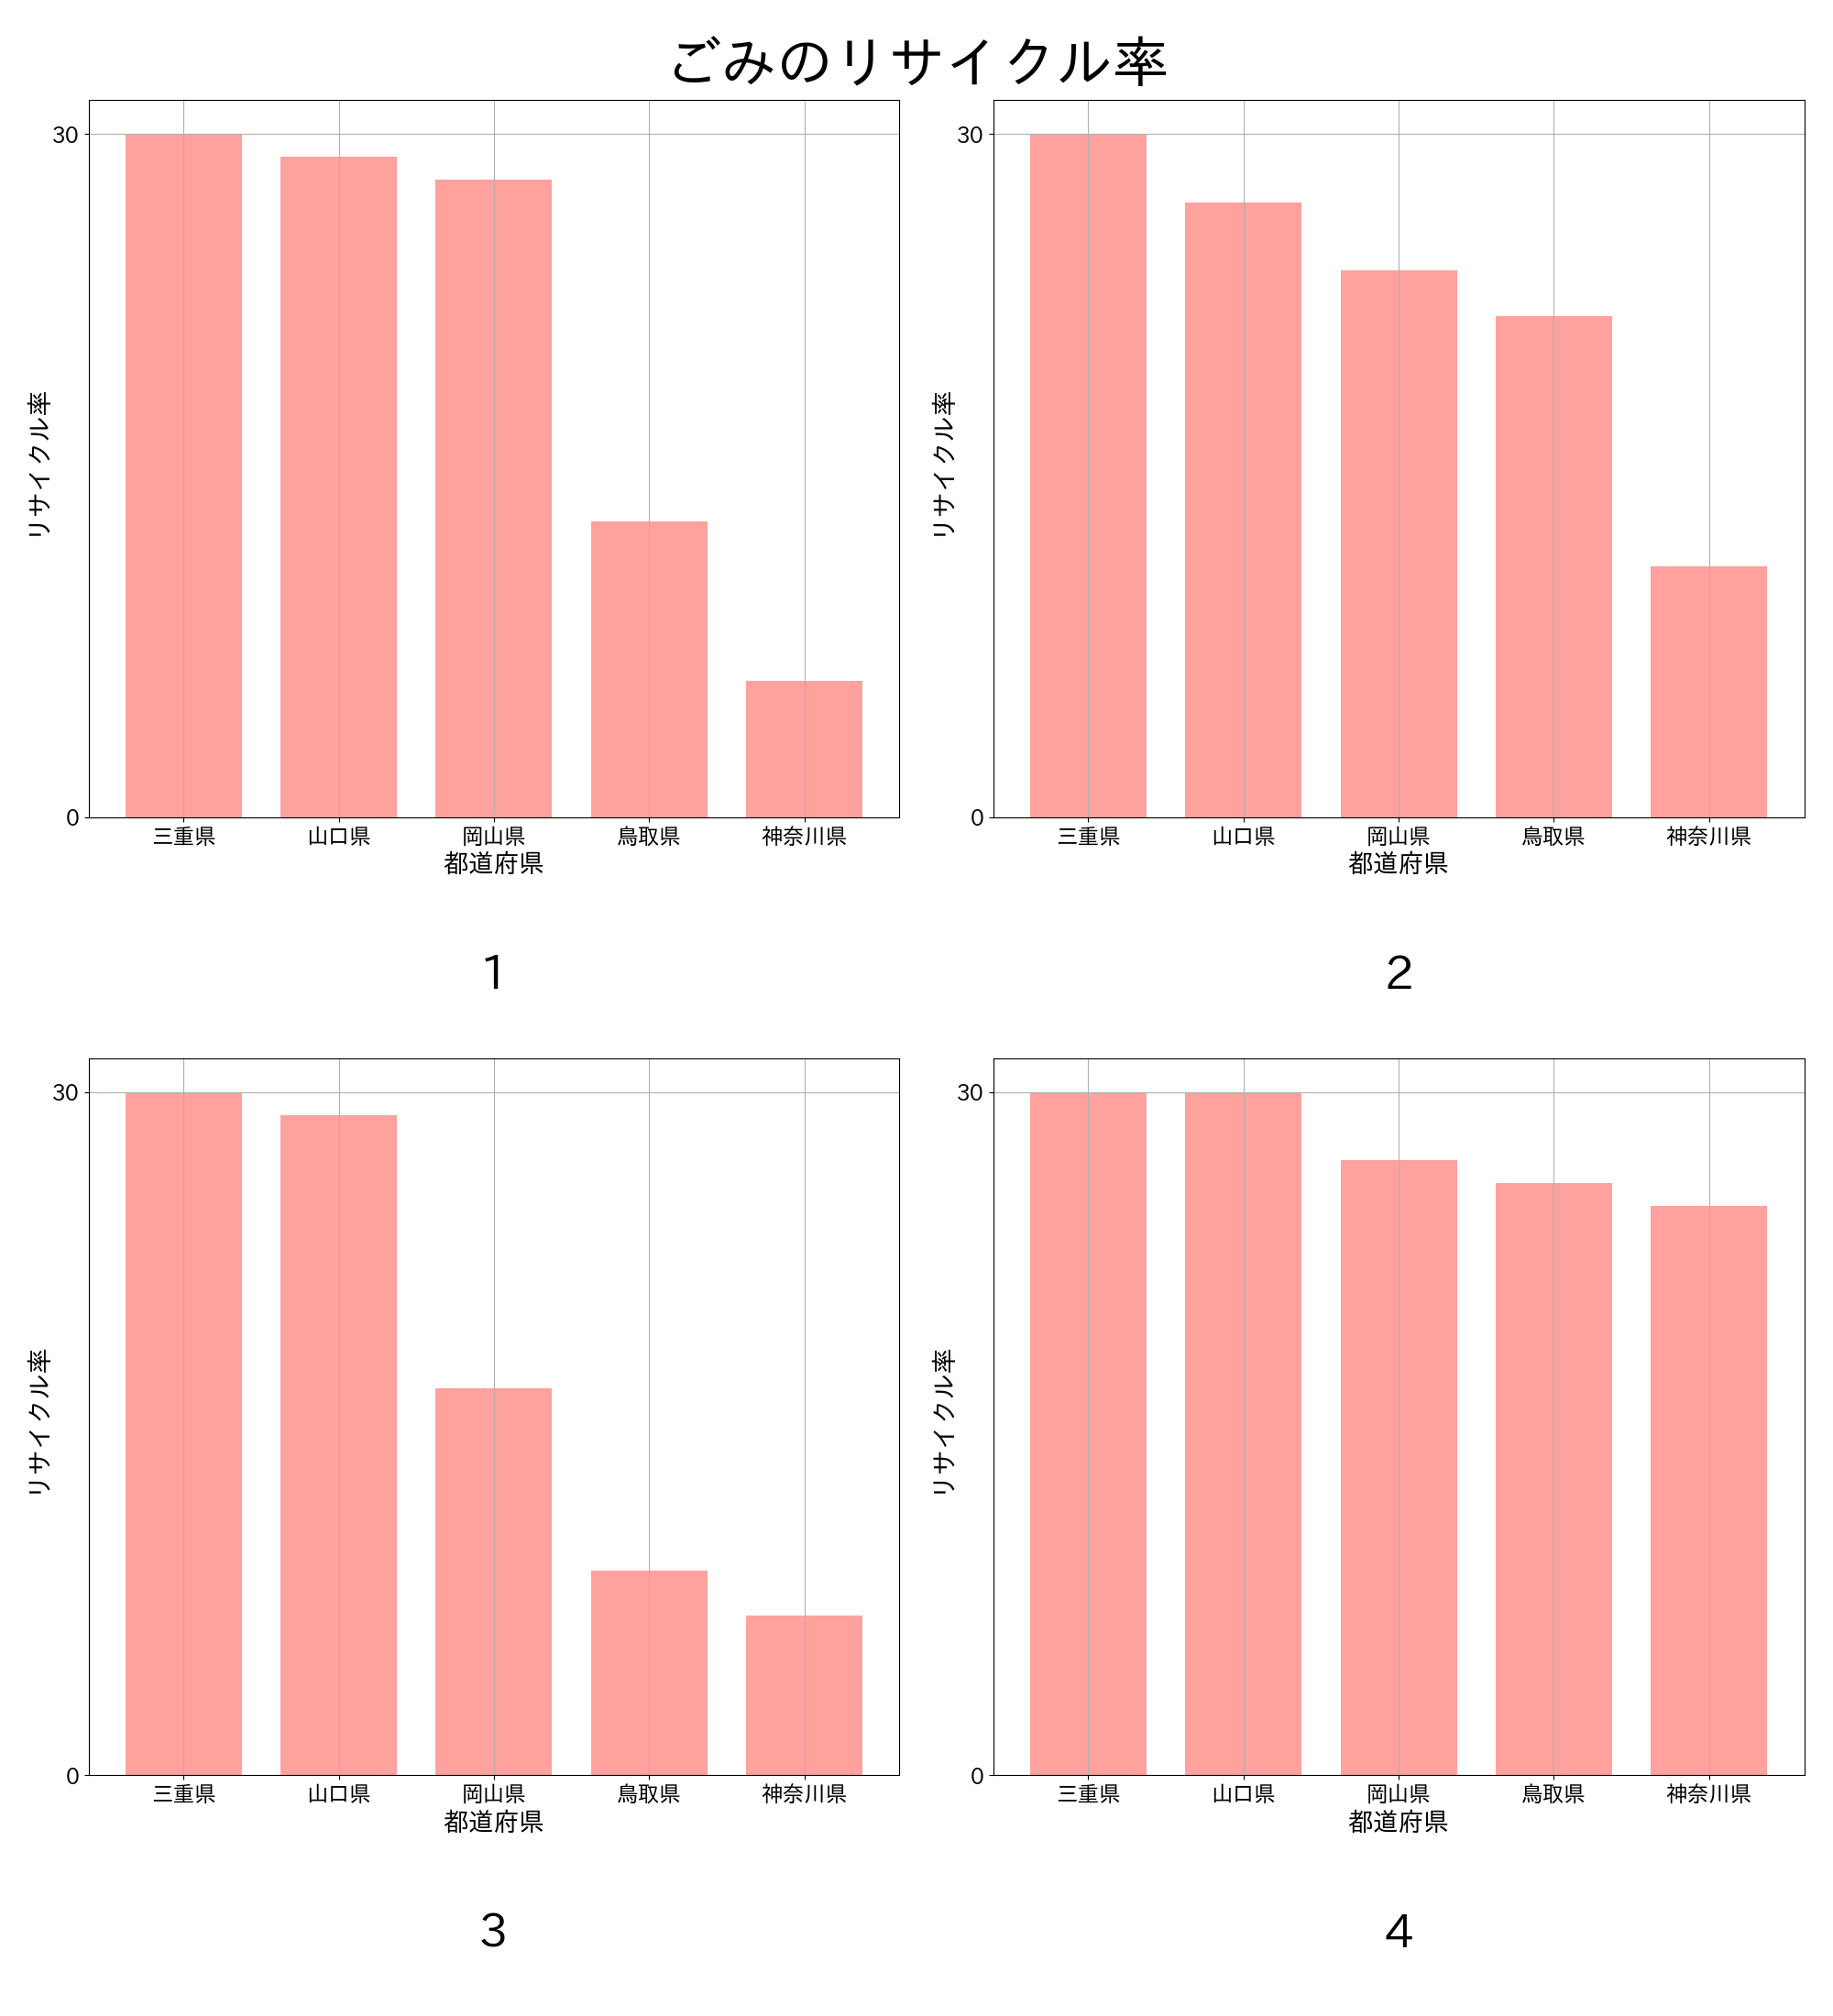 ごみのリサイクル率
30
0
リサイクル率
三重県 山口県 岡山県 鳥取県 神奈川県
都道府県
1
30
0
リサイクル率
三重県 山口県 岡山県 鳥取県 神奈川県
都道府県
2
30
0
リサイクル率
三重県 山口県 岡山県 鳥取県 神奈川県
都道府県
3
30
0
リサイクル率
三重県 山口県 岡山県 鳥取県 神奈川県
都道府県
4